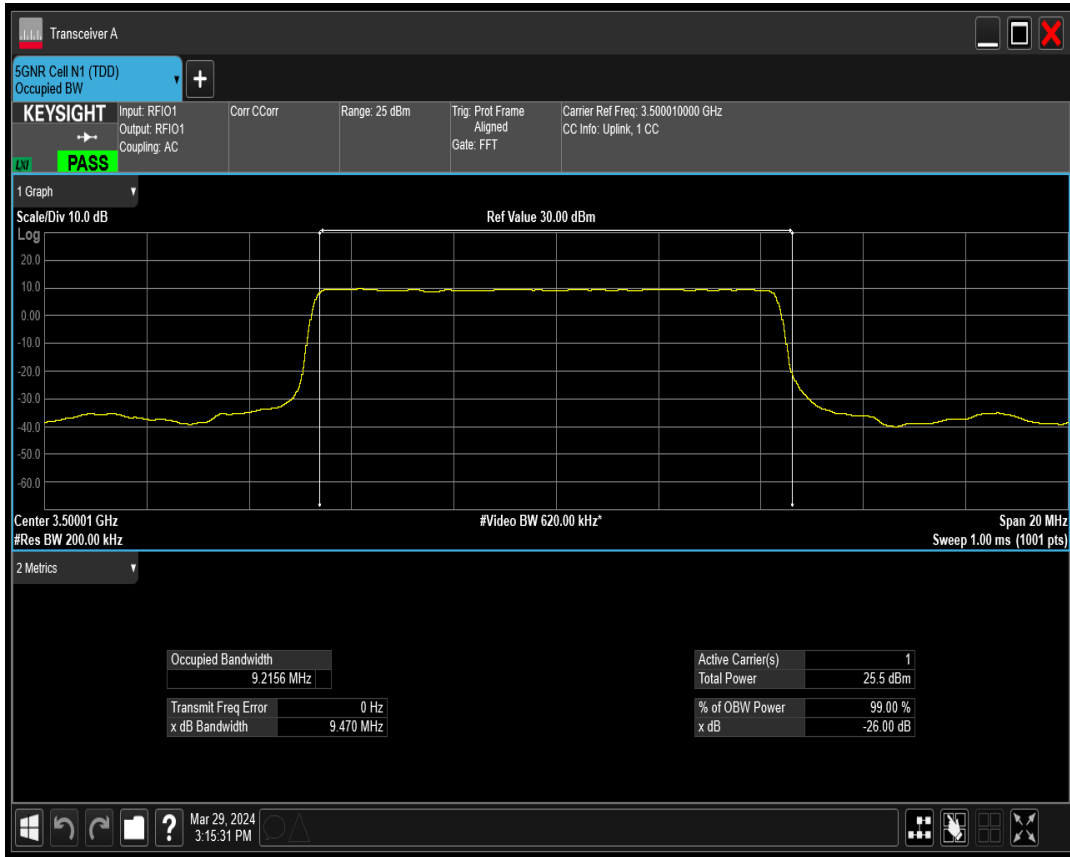 Transceiver A
5GNR Cell N1 (TDD)
Occupied BW
KEYSIGHT
LXI
PASS
Input: RFIO1
Output: RFIO1
Coupling: AC
Corr CCorr
Range: 25 dBm
Trig: Prot Frame
Aligned
Gate: FFT
Carrier Ref Freq: 3.500010000 GHz
CC Info: Uplink, 1 CC
1 Graph
Scale/Div 10.0 dB
Ref Value 30.00 dBm
Log
20.0
10.0
0.00
-10.0
-20.0
-30.0
-40.0
-50.0
-60.0
Center 3.50001 GHz
#Video BW 620.00 kHz*
Span 20 MHz
#Res BW 200.00 kHz
Sweep 1.00 ms (1001 pts)
2 Metrics
Occupied Bandwidth
9.2156 MHz
Transmit Freq Error 0 Hz
x dB Bandwidth 9.470 MHz
Active Carrier(s) 1
Total Power 25.5 dBm
% of OBW Power 99.00 %
x dB -26.00 dB
?
Mar 29, 2024
3:15:31 PM